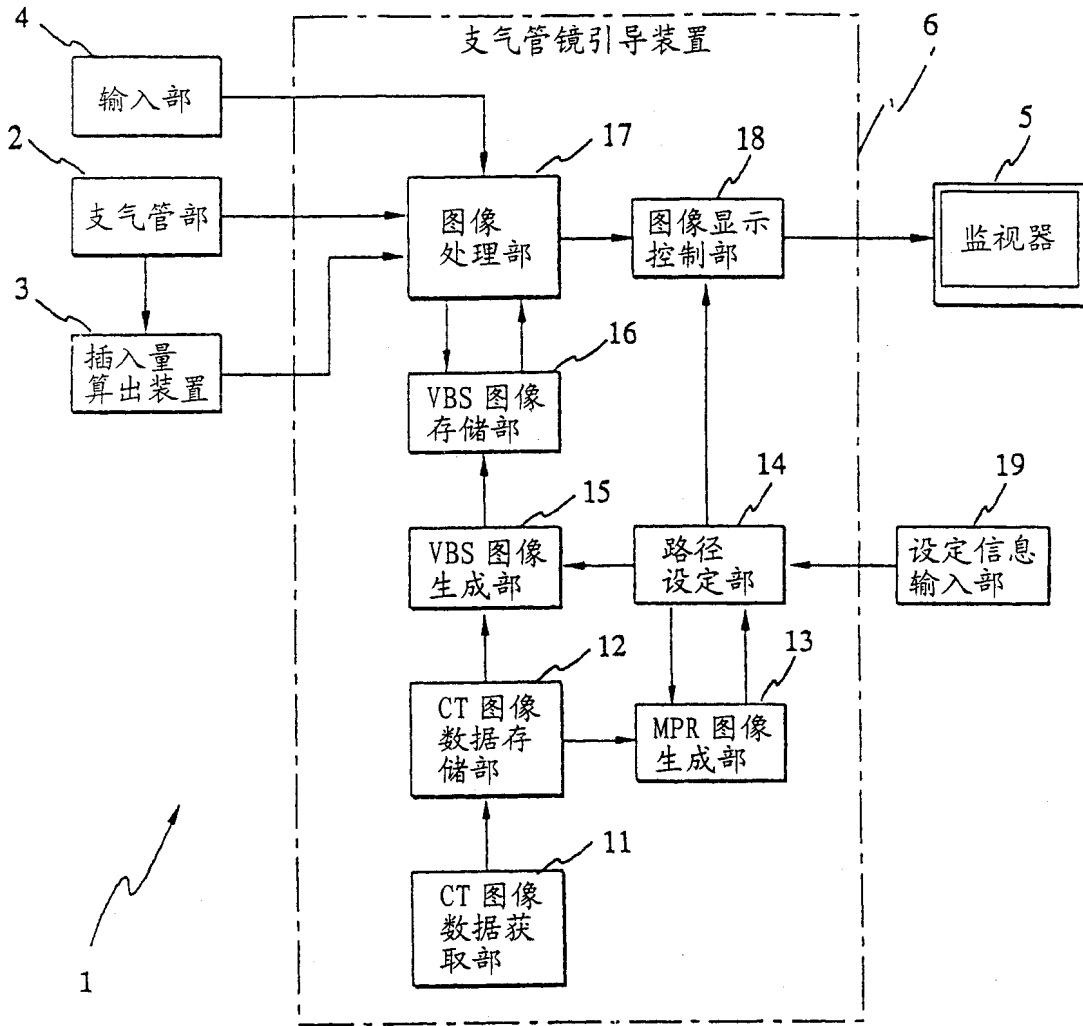 支气管镜引导装置
4
6
输入部
17
18
5
2
支气管部
图像
处理部
图像显示
控制部
监视器
3
插入量
算出装置
16
VBS 图像
存储部
15
14
19
VBS 图像
生成部
路径
设定部
设定信息
输入部
12
13
CT 图像
数据存
储部
MPR 图像
生成部
11
CT 图像
数据获
取部
1